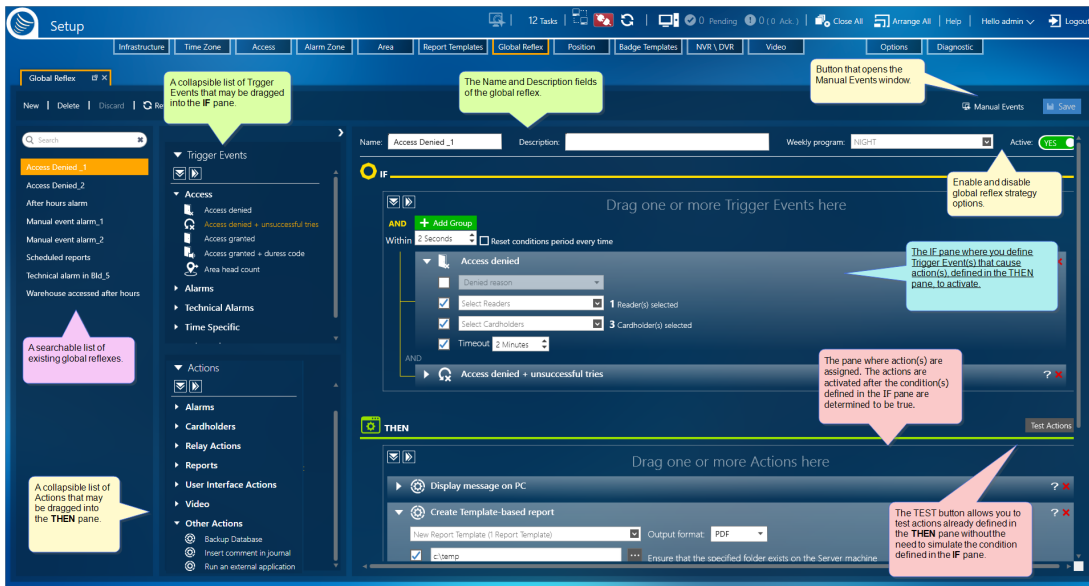 Setup
12 Tasks
0 Pending
0 ( 0 Ack. )
Close All
Arrange All
Help
Hello admin
Logout
Infrastructure
Time Zone
Access
Alarm Zone
Area
Report Templates
Global Reflex
Position
Badge Templates
NVR \ DVR
Video
Options
Diagnostic
Global Reflex
A collapsible list of Trgger
Events that may be dragged
into the IF pane.
The Name and Description fields
of the global reflex.
Button that opens the
Manual Events window.
New | Delete | Discard | Re
Manual Events
Save
Search
Access Denied _1
Access Denied_2
After hours alarm
Manual event alarm_1
Manual event alarm_2
Scheduled reports
Technical alarm in Bld_5
Warehouse accessed after hours
A searchable list of
existing global reflexes.
Trigger Events
Access
Access denied
Access denied + unsuccessful tries
Access granted
Access granted + duress code
Area head count
Alarms
Technical Alarms
Time Specific
Actions
Alarms
Cardholders
Relay Actions
Reports
User Interface Actions
Video
Other Actions
Backup Database
Insert comment in journal
Run an external application
A collapsible list of
Actions that may
be dragged into
the THEN pane.
Name: Access Denied _1
Description:
Weekly program: NIGHT
Active: YES
Enable and disable
global reflex strategy
options.
IF
Drag one or more Trigger Events here
AND + Add Group
Within 2 Seconds Reset conditions period every time
Access denied
Denied reason
Select Readers 1 Reader(s) selected
Select Cardholders 3 Cardholder(s) selected
Timeout 2 Minutes
AND
Access denied + unsuccessful tries
?
The IF pane where you define
Trigger Event(s) that cause
action(s), defined in the THEN
pane, to activate.
The pane where action(s) are
assigned. The actions are
activated after the condition(s)
defined in the IF pane are
determined to be true.
THEN
Test Actions
Drag one or more Actions here
Display message on PC
?
Create Template-based report
?
New Report Template (1 Report Template) Output format: PDF
c:\temp ... Ensure that the specified folder exists on the Server machine
The TEST button allows you to
test actions already defined in
the THEN pane without the
need to simulate the condition
defined in the IF pane.